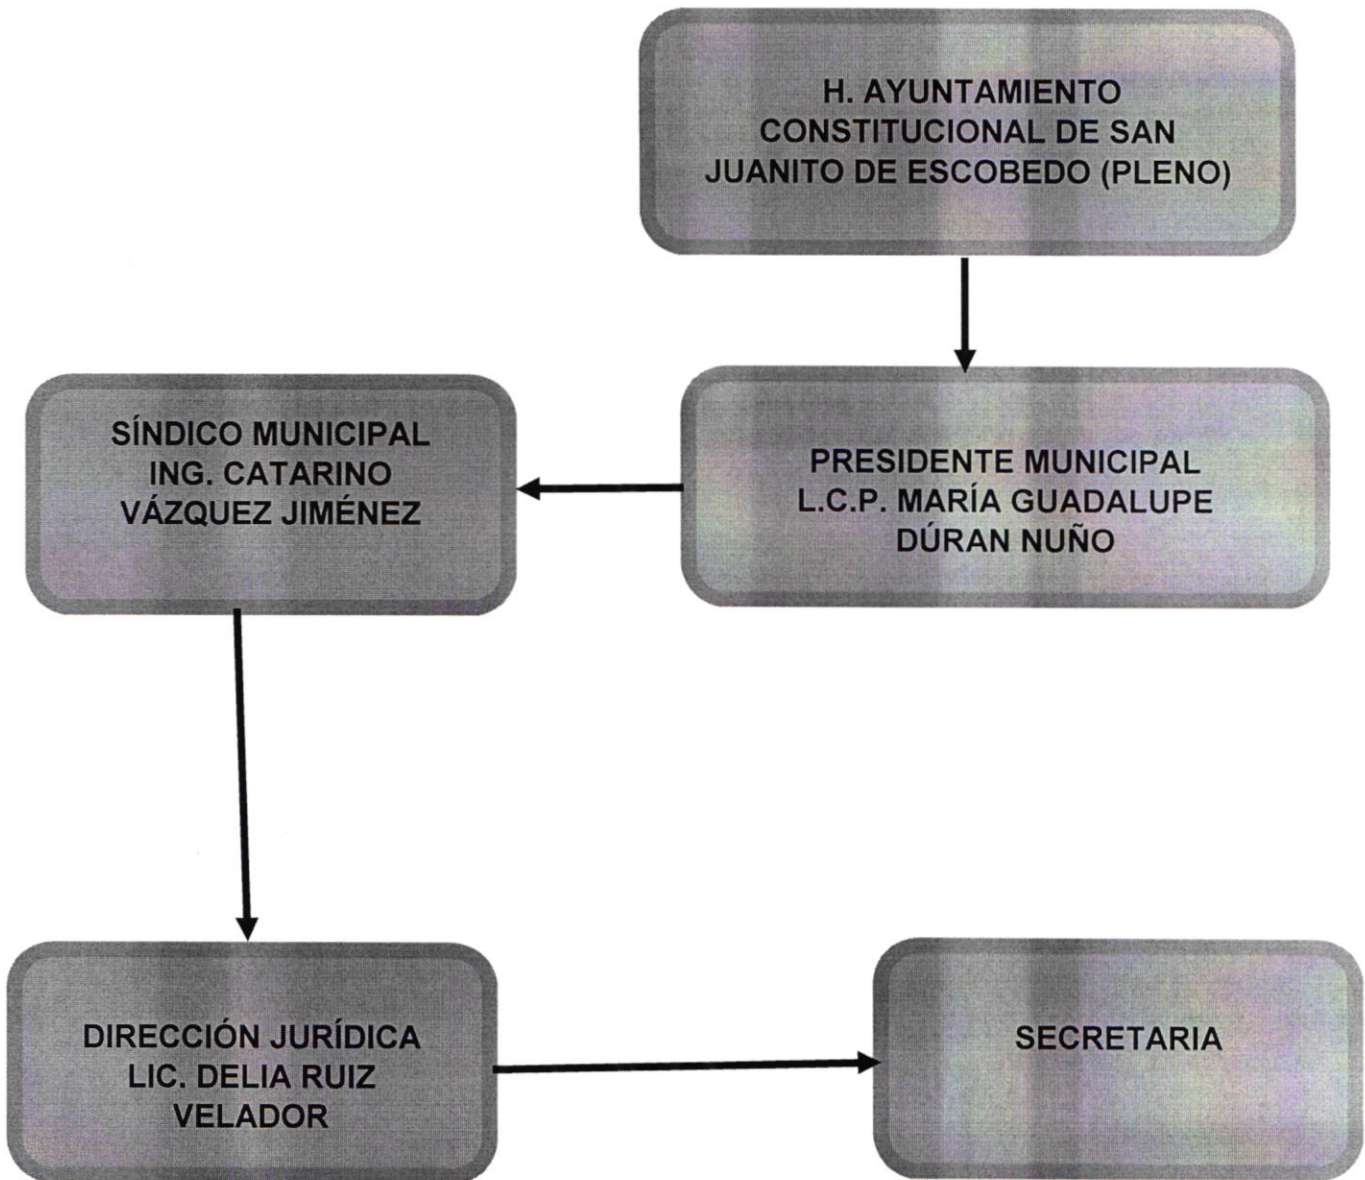 H. AYUNTAMIENTO
CONSTITUCIONAL DE SAN
JUANITO DE ESCOBEDO (PLENO)
SÍNDICO MUNICIPAL
ING. CATARINO
VÁZQUEZ JIMÉNEZ
PRESIDENTE MUNICIPAL
L.C.P. MARÍA GUADALUPE
DÚRAN NUÑO
DIRECCIÓN JURÍDICA
LIC. DELIA RUIZ
VELADOR
SECRETARIA